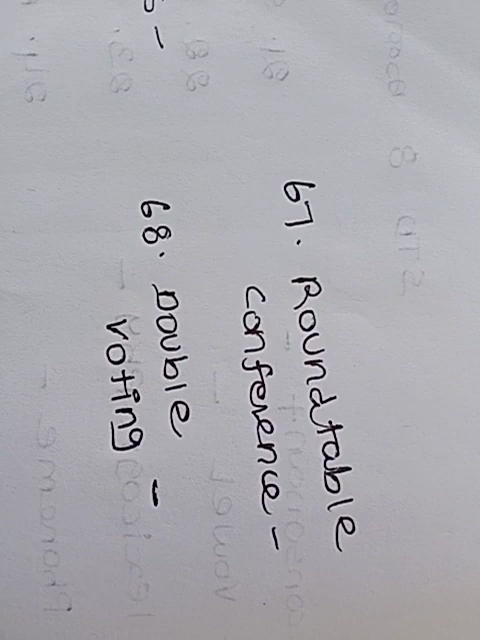 67. Roundtable
conference -
68. Double
voting -